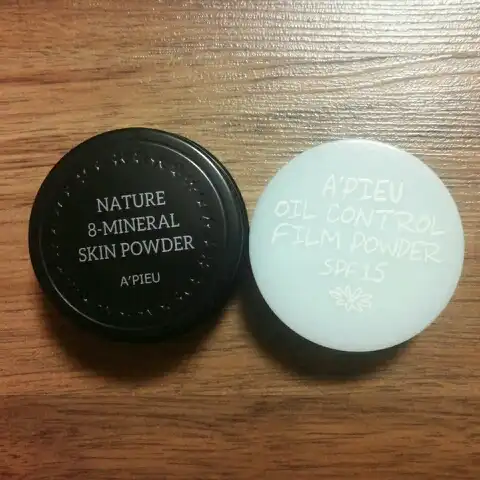 NATURE
8-MINERAL
SKIN POWDER
A'PIEU
A'PIEU
OIL CONTROL
FILM POWDER
SPF15